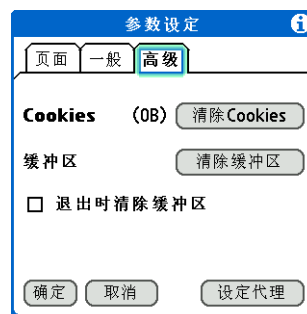 参数设定
页面 一般 高级
Cookies (0B) 清除Cookies
缓冲区 清除缓冲区
退出时清除缓冲区
确定 取消 设定代理